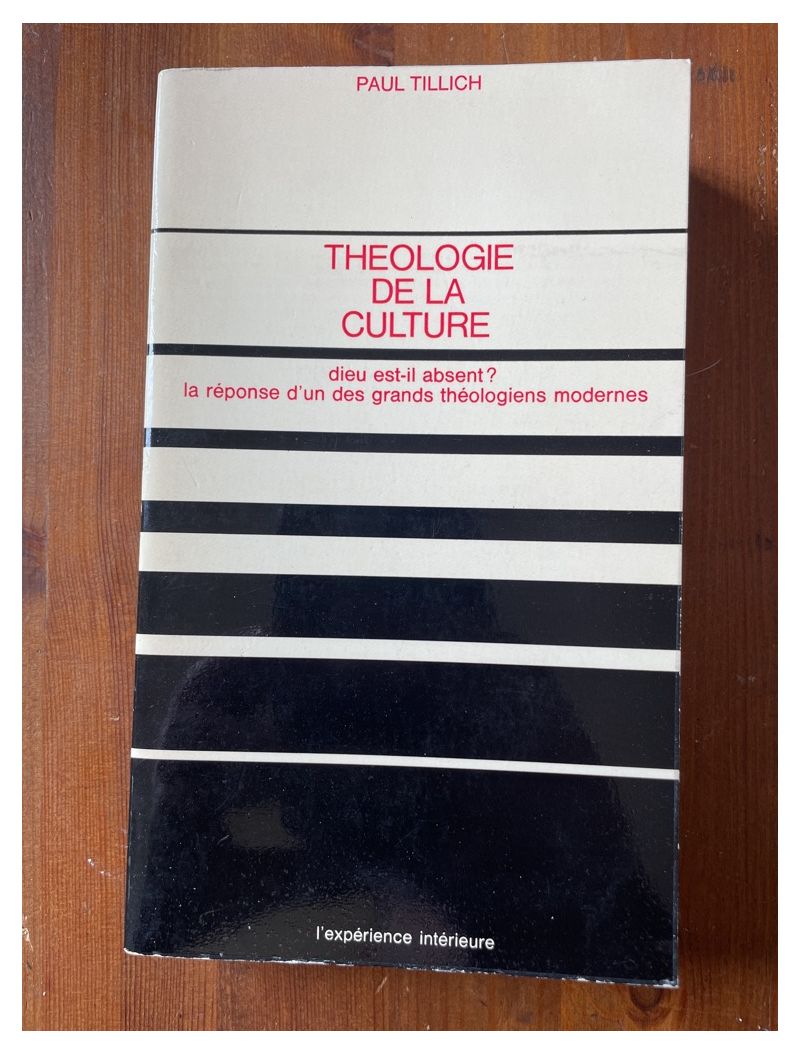 PAUL TILLICH
THEOLOGIE
DE LA
CULTURE
dieu est-il absent?
la réponse d'un des grands théologiens modernes
l'expérience intérieure